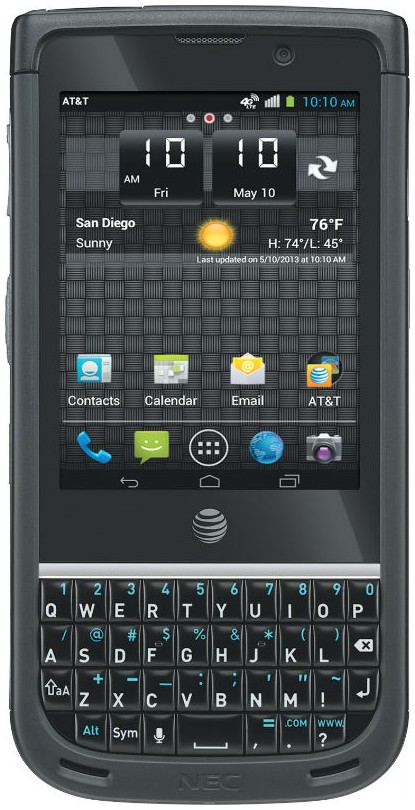 AT&T 4G LTE 10:10 AM
10 10
AM Fri May 10
San Diego 76°F
Sunny H: 74°/L: 45°
Last updated on 5/10/2013 at 10:10 AM
Contacts Calendar Email AT&T
1 2 3 4 5 6 7 8 9 0
Q W E R T Y U I O P
/ @ # $ % & * ( )
A S D F G H J K L
+ - _ : ; " ' !
aA Z X C V B N M .
Alt Sym , = . .COM ? WWW.
NEC